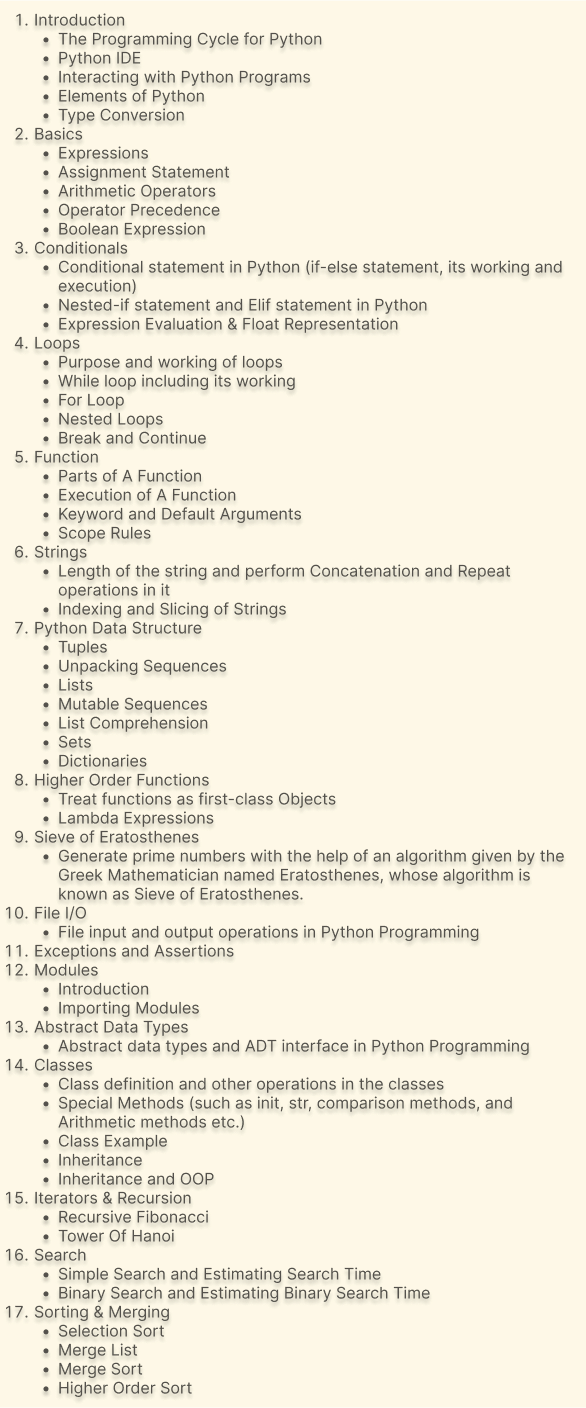 1. Introduction
• The Programming Cycle for Python
• Python IDE
• Interacting with Python Programs
• Elements of Python
• Type Conversion
2. Basics
• Expressions
• Assignment Statement
• Arithmetic Operators
• Operator Precedence
• Boolean Expression
3. Conditionals
• Conditional statement in Python (if-else statement, its working and
execution)
• Nested-if statement and Elif statement in Python
• Expression Evaluation & Float Representation
4. Loops
• Purpose and working of loops
• While loop including its working
• For Loop
• Nested Loops
• Break and Continue
5. Function
• Parts of A Function
• Execution of A Function
• Keyword and Default Arguments
• Scope Rules
6. Strings
• Length of the string and perform Concatenation and Repeat
operations in it
• Indexing and Slicing of Strings
7. Python Data Structure
• Tuples
• Unpacking Sequences
• Lists
• Mutable Sequences
• List Comprehension
• Sets
• Dictionaries
8. Higher Order Functions
• Treat functions as first-class Objects
• Lambda Expressions
9. Sieve of Eratosthenes
• Generate prime numbers with the help of an algorithm given by the
Greek Mathematician named Eratosthenes, whose algorithm is
known as Sieve of Eratosthenes.
10. File I/O
• File input and output operations in Python Programming
11. Exceptions and Assertions
12. Modules
• Introduction
• Importing Modules
13. Abstract Data Types
• Abstract data types and ADT interface in Python Programming
14. Classes
• Class definition and other operations in the classes
• Special Methods (such as init, str, comparison methods, and
Arithmetic methods etc.)
• Class Example
• Inheritance
• Inheritance and OOP
15. Iterators & Recursion
• Recursive Fibonacci
• Tower Of Hanoi
16. Search
• Simple Search and Estimating Search Time
• Binary Search and Estimating Binary Search Time
17. Sorting & Merging
• Selection Sort
• Merge List
• Merge Sort
• Higher Order Sort